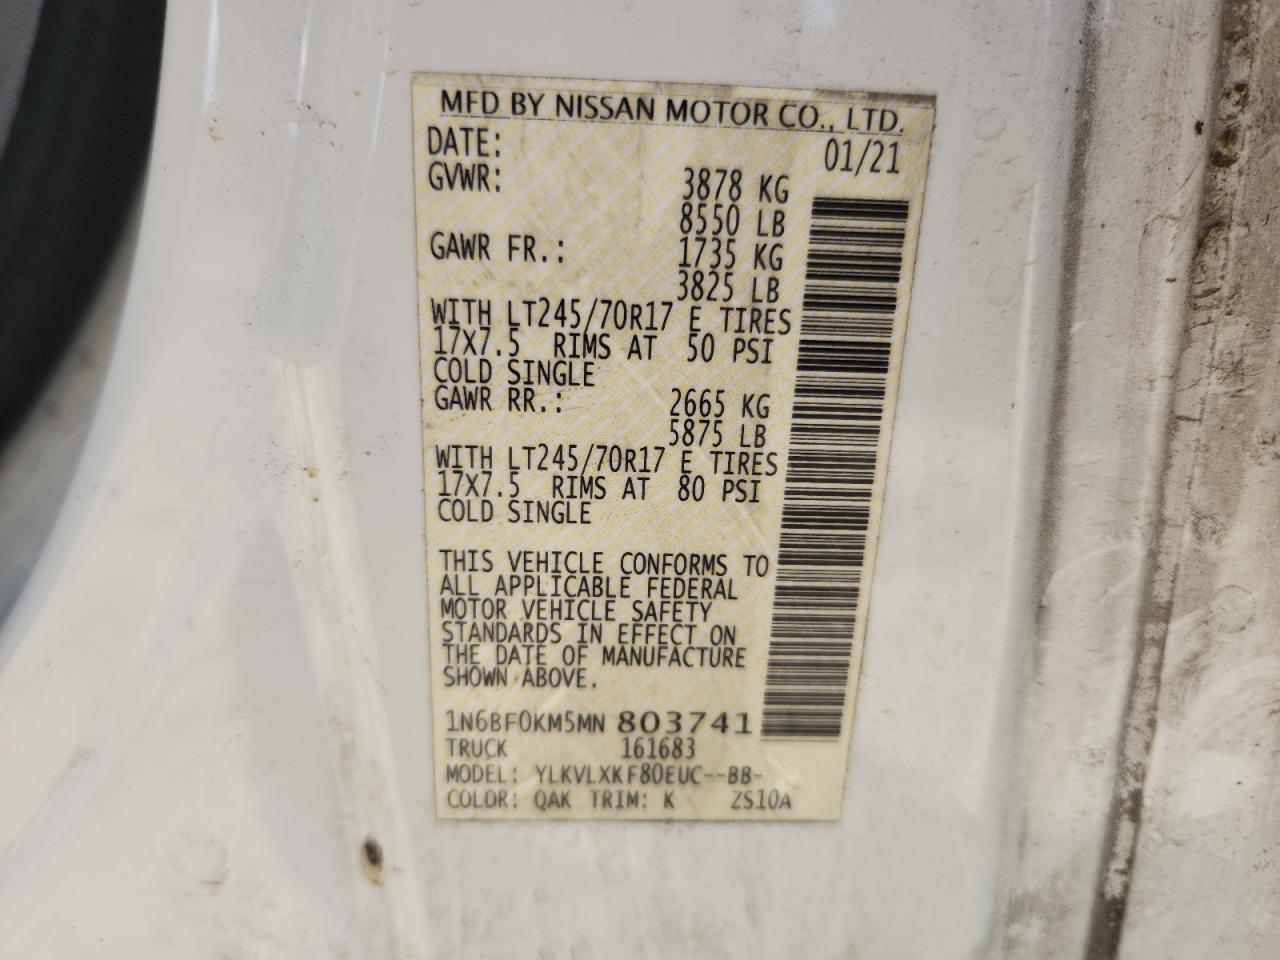 MFD BY NISSAN MOTOR CO., LTD.
DATE: 01/21
GVWR: 3878 KG
8550 LB
GAWR FR.: 1735 KG
3825 LB
WITH LT245/70R17 E TIRES
17X7.5 RIMS AT 50 PSI
COLD SINGLE
GAWR RR.: 2665 KG
5875 LB
WITH LT245/70R17 E TIRES
17X7.5 RIMS AT 80 PSI
COLD SINGLE
THIS VEHICLE CONFORMS TO
ALL APPLICABLE FEDERAL
MOTOR VEHICLE SAFETY
STANDARDS IN EFFECT ON
THE DATE OF MANUFACTURE
SHOWN ABOVE.
1N6BF0KM5MN 803741
TRUCK 161683
MODEL: YLKVLXKF80EUC--BB-
COLOR: QAK TRIM: K ZS10A